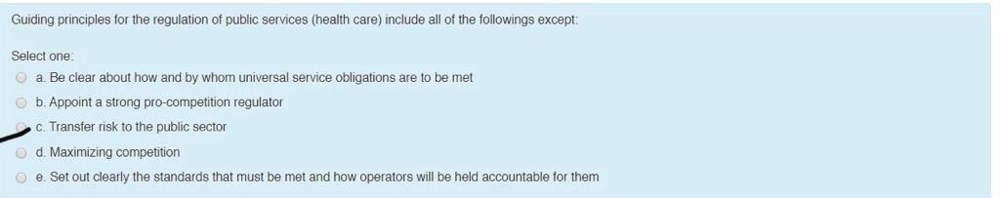 Guiding principles for the regulation of public services (health care) include all of the followings except:
Select one:
a. Be clear about how and by whom universal service obligations are to be met
b. Appoint a strong pro-competition regulator
c. Transfer risk to the public sector
d. Maximizing competition
e. Set out clearly the standards that must be met and how operators will be held accountable for them